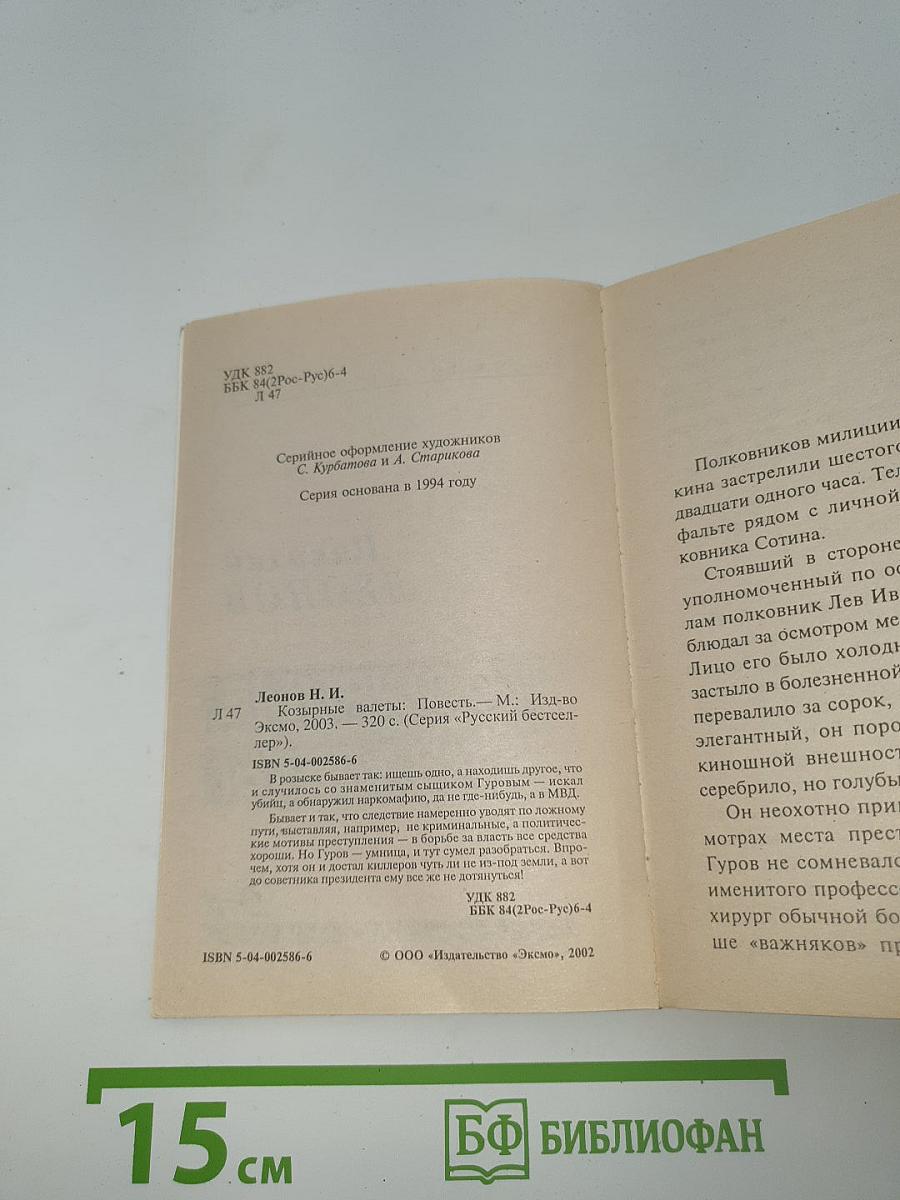 УДК 882
ББК 84(2Рос-Рус)6-4
Л 47
Серийное оформление художников
С. Курбатова и А. Старикова
Серия основана в 1994 году
Леонов Н. И.
Л 47 Козырные валеты: Повесть.— М.: Изд-во
Эксмо, 2003. — 320 с. (Серия «Русский бестсел-
лер»).
ISBN 5-04-002586-6
В розыске бывает так: ищешь одно, а находишь другое, что
и случилось со знаменитым сыщиком Гуровым — искал
убийц, а обнаружил наркомафию, да не где-нибудь, а в МВД.
Бывает и так, что следствие намеренно уводят по ложному
пути, выставляя, например, не криминальные, а политичес-
кие мотивы преступления — в борьбе за власть все средства
хороши. Но Гуров — умница, и тут сумел разобраться. Впро-
чем, хотя он и достал киллеров чуть ли не из-под земли, а вот
до советника президента ему все же не дотянуться!
УДК 882
ББК 84(2Рос-Рус)6-4
ISBN 5-04-002586-6 © ООО «Издательство «Эксмо», 2002
Полковников милиции
кина застрелили шестого
двадцати одного часа. Тел
фальте рядом с личной
ковника Сотина.
Стоявший в стороне
уполномоченный по ос
лам полковник Лев Ив
блюдал за осмотром ме
Лицо его было холодн
застыло в болезненной
перевалило за сорок,
элегантный, он поро
киношной внешност
серебрило, но голубы
Он неохотно при
мотрах места прест
Гуров не сомневалс
именитого професс
хирург обычной бо
ше «важняков» пр
15 см
БФ БИБЛИОФАН